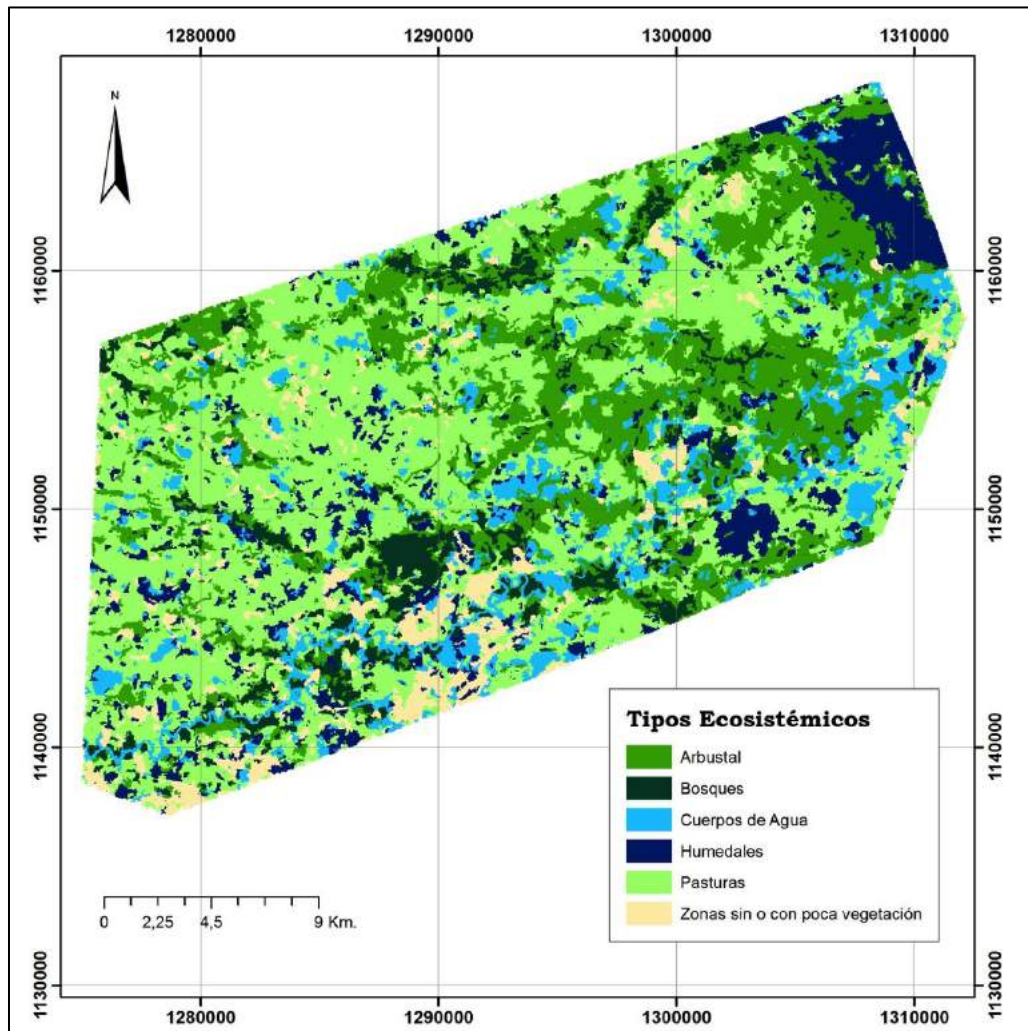 1280000 1290000 1300000 1310000
N
1160000 1160000
1150000 1150000
Tipos Ecosistémicos
Arbustal
1140000 1140000
Bosques
Cuerpos de Agua
Humedales
Pasturas
Zonas sin o con poca vegetación
0 2,25 4,5 9 Km.
1130000 1130000
1280000 1290000 1300000 1310000